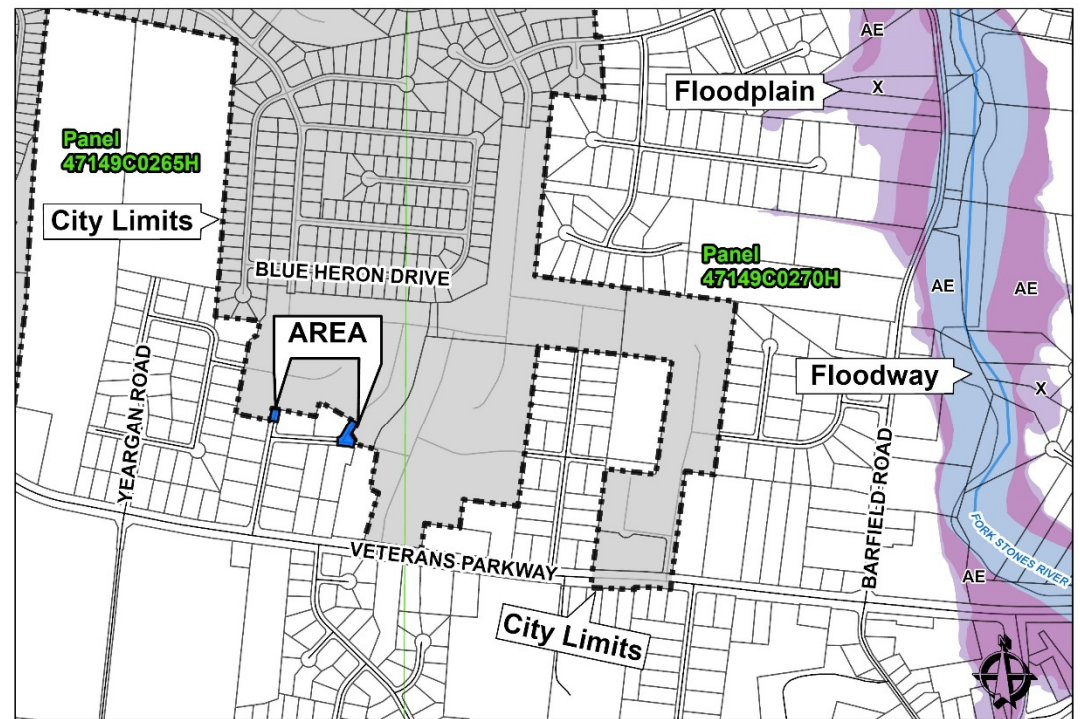 AE
X
Floodplain
Panel
47149C0265H
City Limits
Panel
47149C0270H
BLUE HERON DRIVE
AE
AE
AREA
Floodway
X
YEARGAN ROAD
BARFIELD ROAD
FORK STONES RIVER
VETERANS PARKWAY
AE
City Limits
N